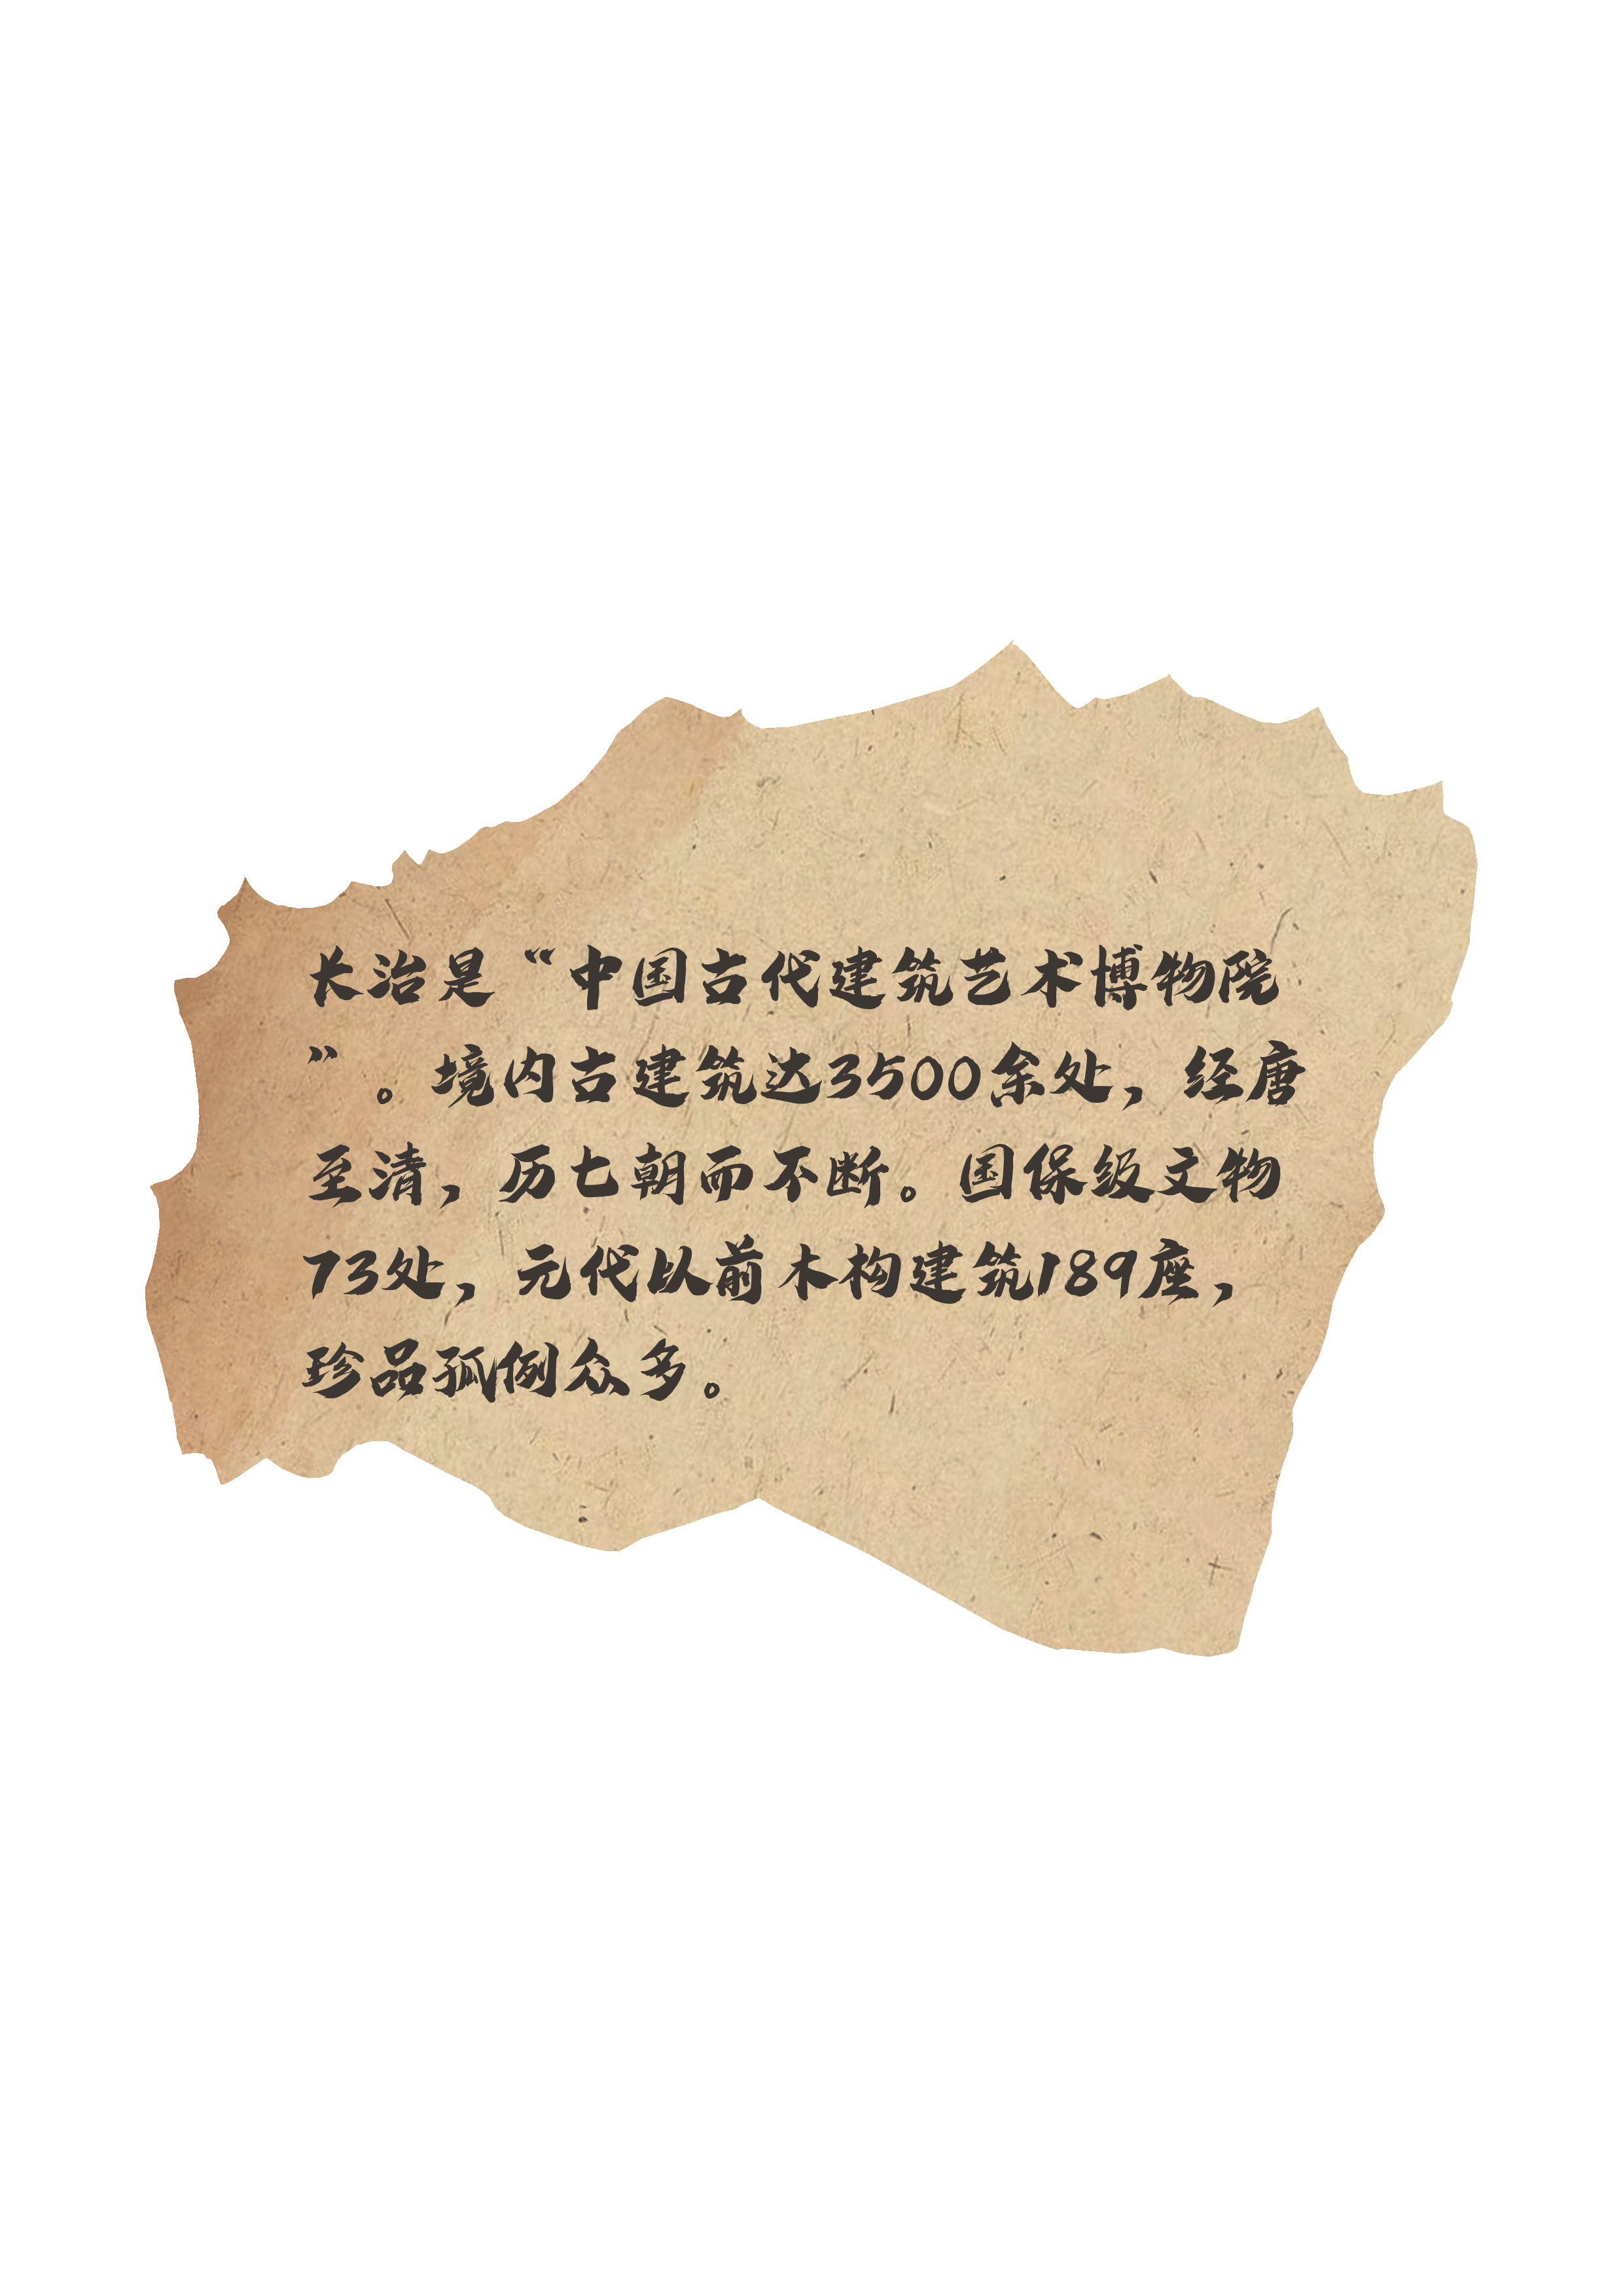 长治是“中国古代建筑艺术博物院
”。境内古建筑达3500余处，经唐
至清，历七朝而不断。国保级文物
73处，元代以前木构建筑189座，
珍品孤例众多。